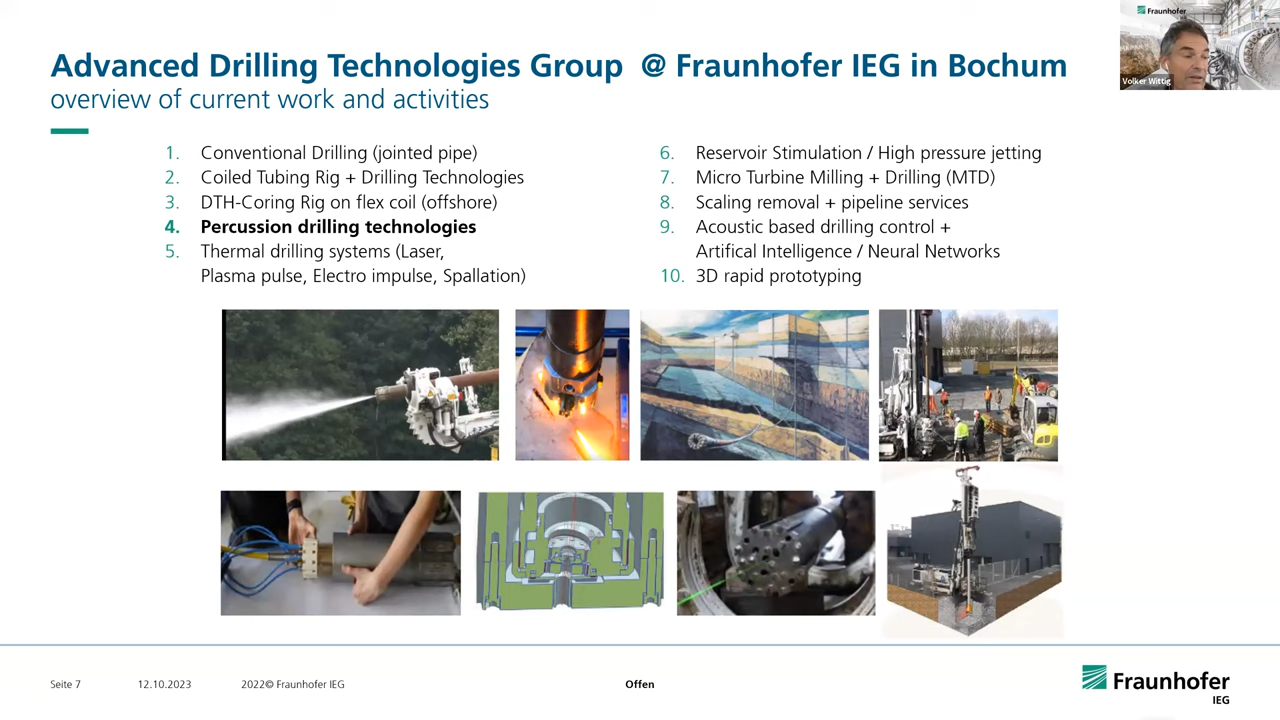 Advanced Drilling Technologies Group @ Fraunhofer IEG in Bochum
overview of current work and activities
1. Conventional Drilling (jointed pipe)
2. Coiled Tubing Rig + Drilling Technologies
3. DTH-Coring Rig on flex coil (offshore)
4. Percussion drilling technologies
5. Thermal drilling systems (Laser,
Plasma pulse, Electro impulse, Spallation)
6. Reservoir Stimulation / High pressure jetting
7. Micro Turbine Milling + Drilling (MTD)
8. Scaling removal + pipeline services
9. Acoustic based drilling control +
Artifical Intelligence / Neural Networks
10. 3D rapid prototyping
Fraunhofer
Volker Wittig
Seite 7 12.10.2023 2022© Fraunhofer IEG Offen
Fraunhofer
IEG